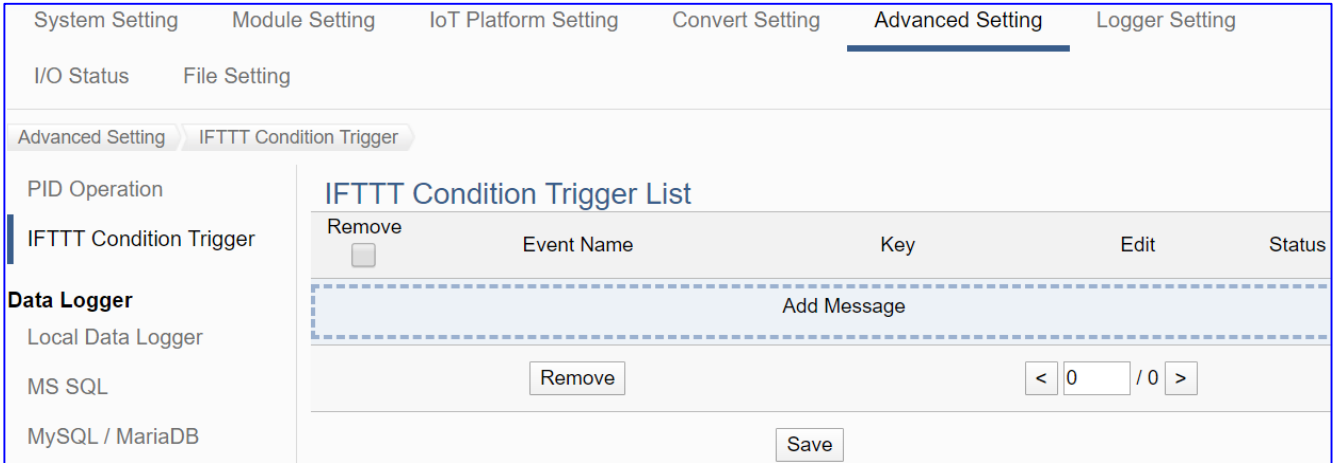 System Setting Module Setting IoT Platform Setting Convert Setting Advanced Setting Logger Setting
I/O Status File Setting
Advanced Setting IFTTT Condition Trigger
PID Operation
IFTTT Condition Trigger
Data Logger
Local Data Logger
MS SQL
MySQL / MariaDB
IFTTT Condition Trigger List
Remove Event Name Key Edit Status
Add Message
Remove < 0 / 0 >
Save